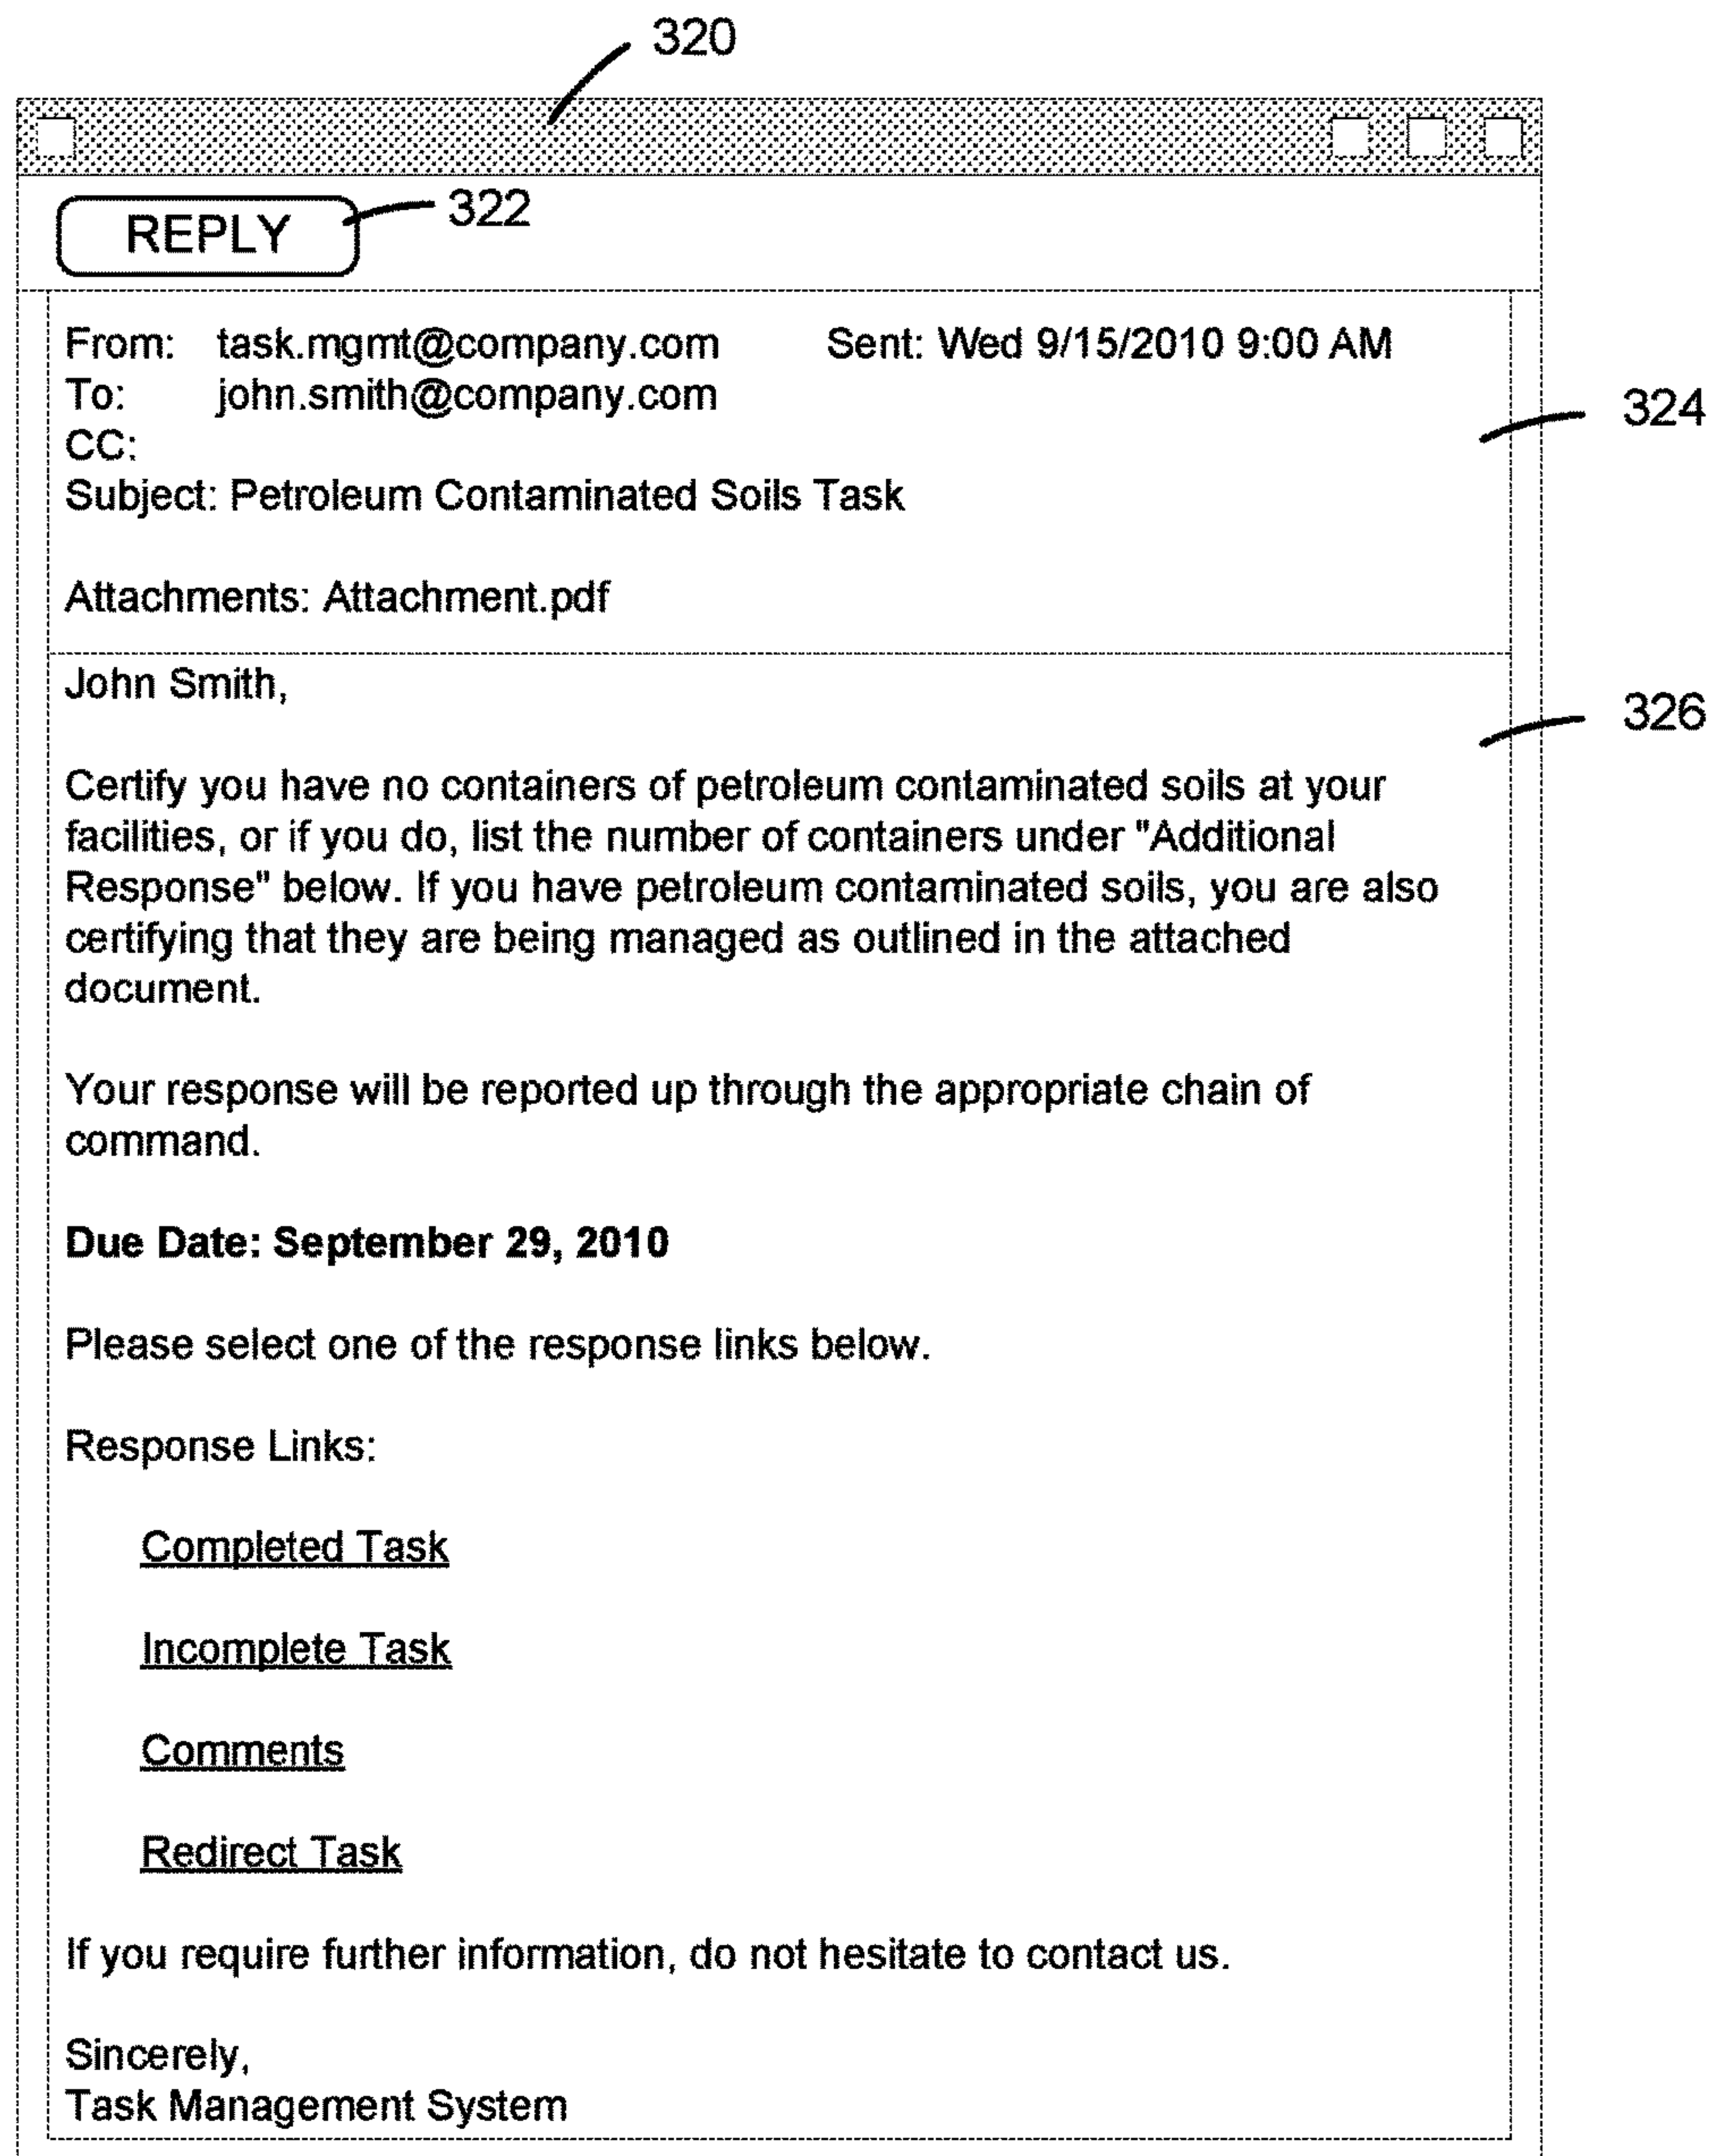 320
REPLY 322
From: task.mgmt@company.com Sent: Wed 9/15/2010 9:00 AM
To: john.smith@company.com
324
CC:
Subject: Petroleum Contaminated Soils Task
Attachments: Attachment.pdf
John Smith,
326
Certify you have no containers of petroleum contaminated soils at your
facilities, or if you do, list the number of containers under "Additional
Response" below. If you have petroleum contaminated soils, you are also
certifying that they are being managed as outlined in the attached
document.
Your response will be reported up through the appropriate chain of
command.
Due Date: September 29, 2010
Please select one of the response links below.
Response Links:
Completed Task
Incomplete Task
Comments
Redirect Task
If you require further information, do not hesitate to contact us.
Sincerely,
Task Management System